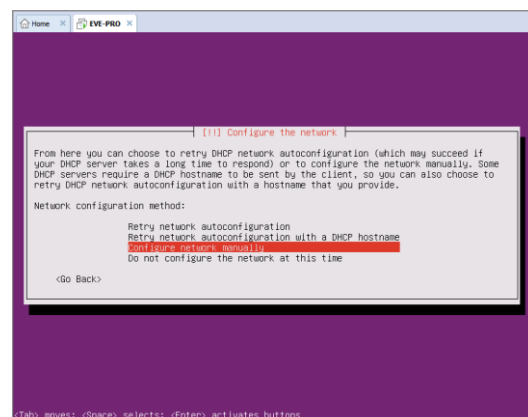 Home × EVE-PRO ×
[!!] Configure the network
From here you can choose to retry DHCP network autoconfiguration (which may succeed if
your DHCP server takes a long time to respond) or to configure the network manually. Some
DHCP servers require a DHCP hostname to be sent by the client, so you can also choose to
retry DHCP network autoconfiguration with a hostname that you provide.
Network configuration method:
Retry network autoconfiguration
Retry network autoconfiguration with a DHCP hostname
Configure network manually
Do not configure the network at this time
<Go Back>
<Tab> moves; <Space> selects; <Enter> activates buttons